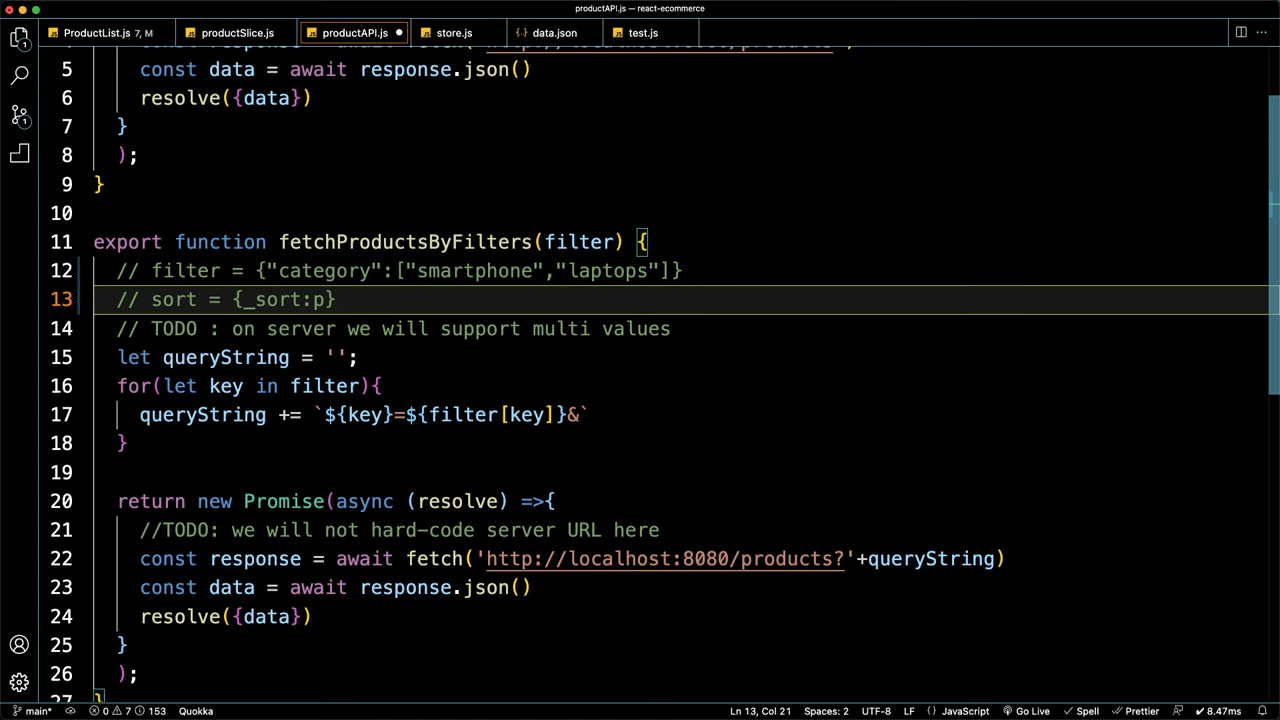 productAPI.js — react-ecommerce
ProductList.js 7, M
productSlice.js
productAPI.js
store.js
{..} data.json
test.js
5 const data = await response.json()
6 resolve({data})
7 }
8 );
9 }
10
11 export function fetchProductsByFilters(filter) {
12 // filter = {"category":["smartphone","laptops"]}
13 // sort = {_sort:p}
14 // TODO : on server we will support multi values
15 let queryString = '';
16 for(let key in filter){
17 queryString += `${key}=${filter[key]}&`
18 }
19
20 return new Promise(async (resolve) =>{
21 //TODO: we will not hard-code server URL here
22 const response = await fetch('http://localhost:8080/products?'+queryString)
23 const data = await response.json()
24 resolve({data})
25 }
26 );
27 }
main* 0 7 153 Quokka Ln 13, Col 21 Spaces: 2 UTF-8 LF {} JavaScript Go Live Spell Prettier 8.47ms